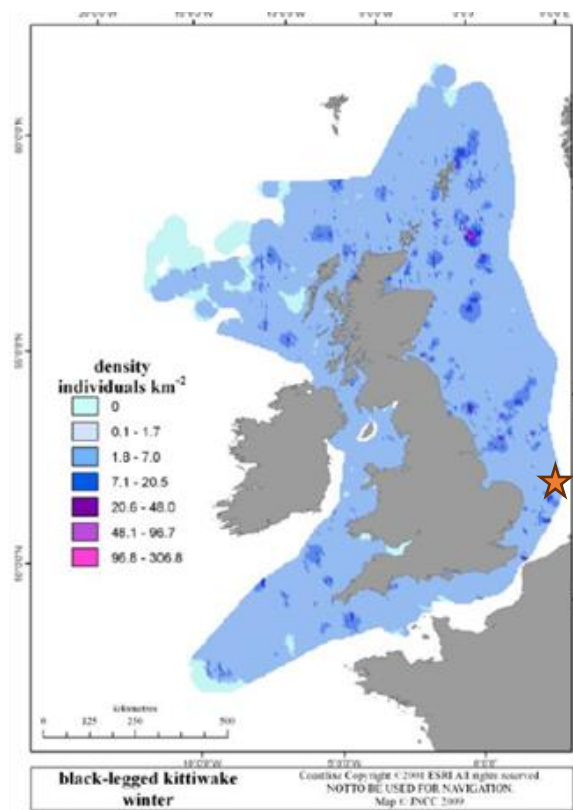 density
individuals km⁻²
0
0.1 - 1.7
1.8 - 7.0
7.1 - 20.5
20.6 - 48.0
48.1 - 96.7
96.8 - 306.8
kilometres
0 125 250 500
black-legged kittiwake
winter
Coastline Copyright © 2001 ESRI All rights reserved.
NOT TO BE USED FOR NAVIGATION.
Map © JNCC 2009